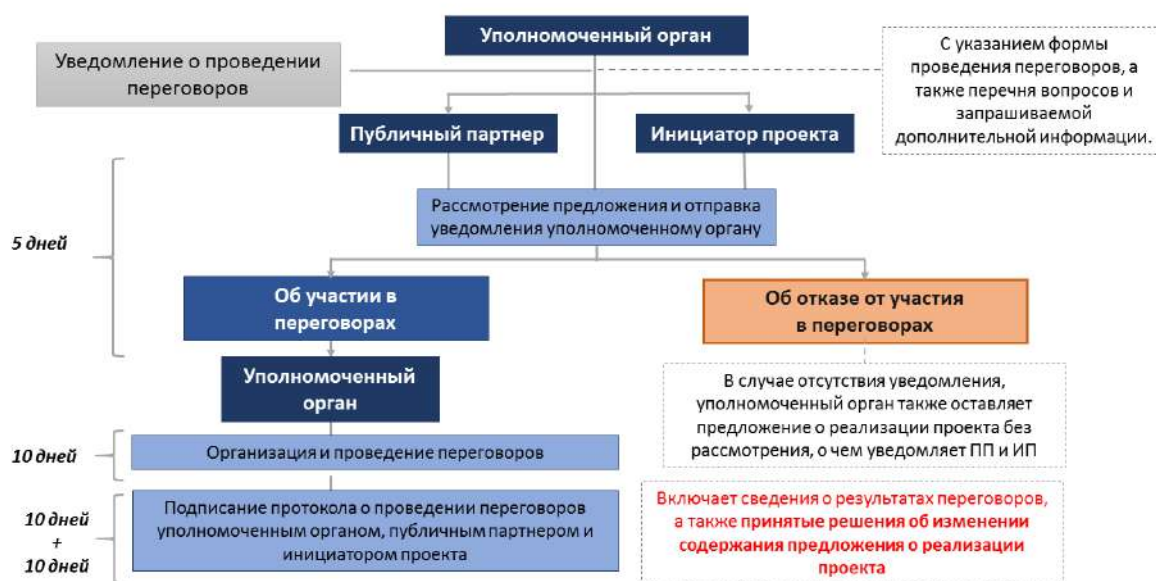 Уполномоченный орган
Уведомление о проведении
переговоров
С указанием формы
проведения переговоров, а
также перечня вопросов и
запрашиваемой
дополнительной информации.
Публичный партнер
Инициатор проекта
5 дней
Рассмотрение предложения и отправка
уведомления уполномоченному органу
Об участии в
переговорах
Об отказе от участия
в переговорах
Уполномоченный
орган
В случае отсутствия уведомления,
уполномоченный орган также оставляет
предложение о реализации проекта без
рассмотрения, о чем уведомляет ПП и ИП
10 дней
Организация и проведение переговоров
10 дней
+
10 дней
Подписание протокола о проведении переговоров
уполномоченным органом, публичным партнером и
инициатором проекта
Включает сведения о результатах переговоров,
а также принятые решения об изменении
содержания предложения о реализации
проекта